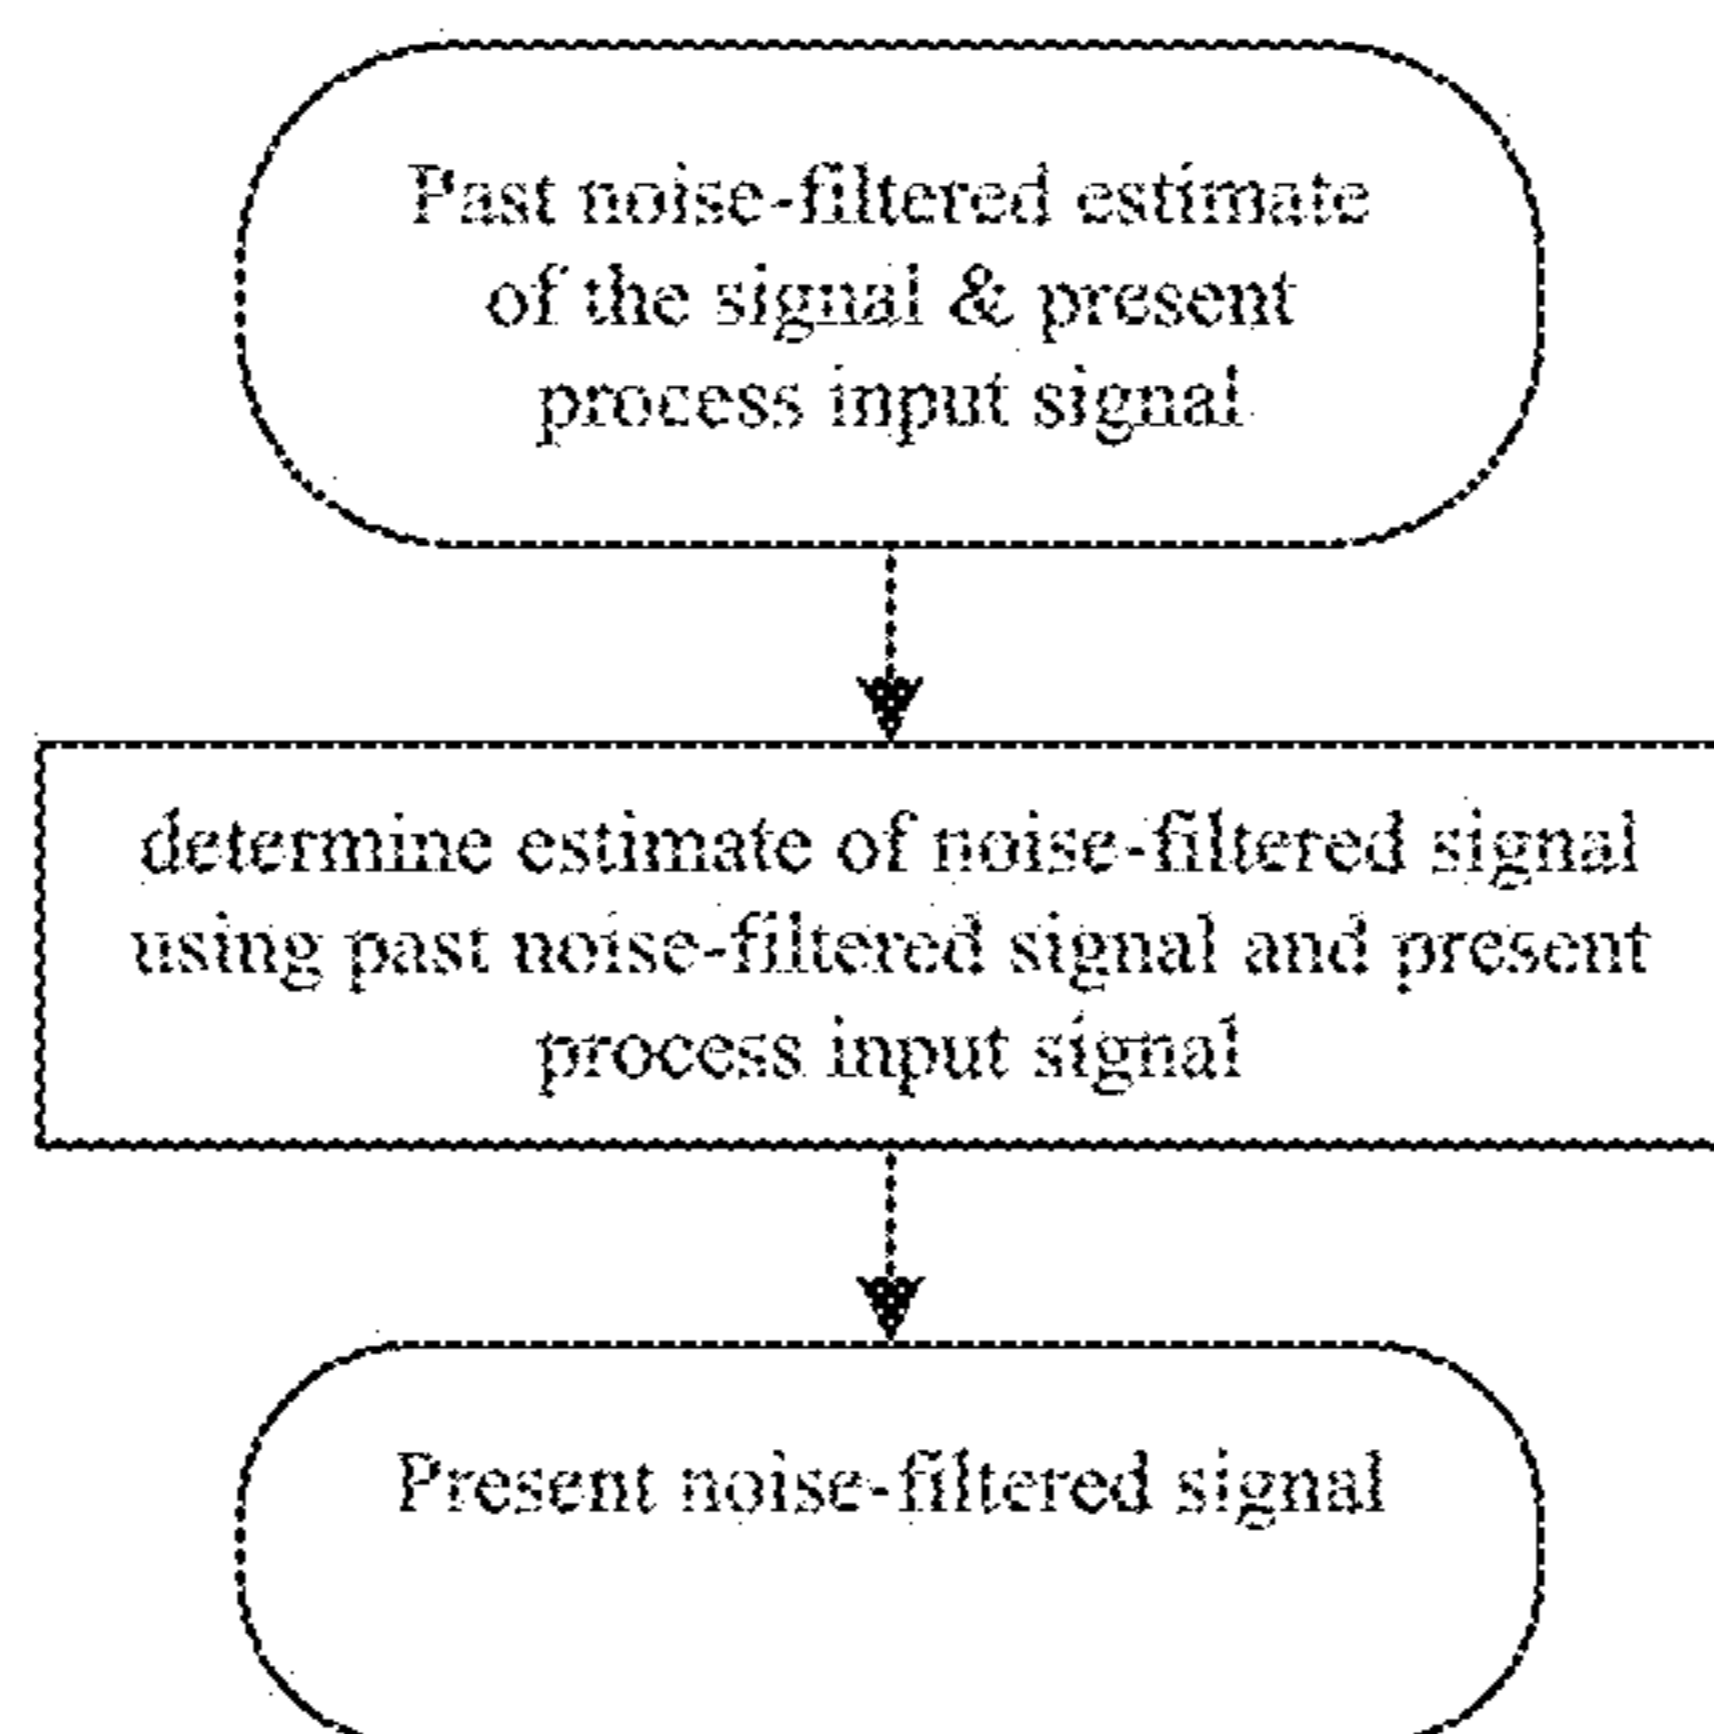 Past noise-filtered estimate
of the signal & present
process input signal
determine estimate of noise-filtered signal
using past noise-filtered signal and present
process input signal
Present noise-filtered signal